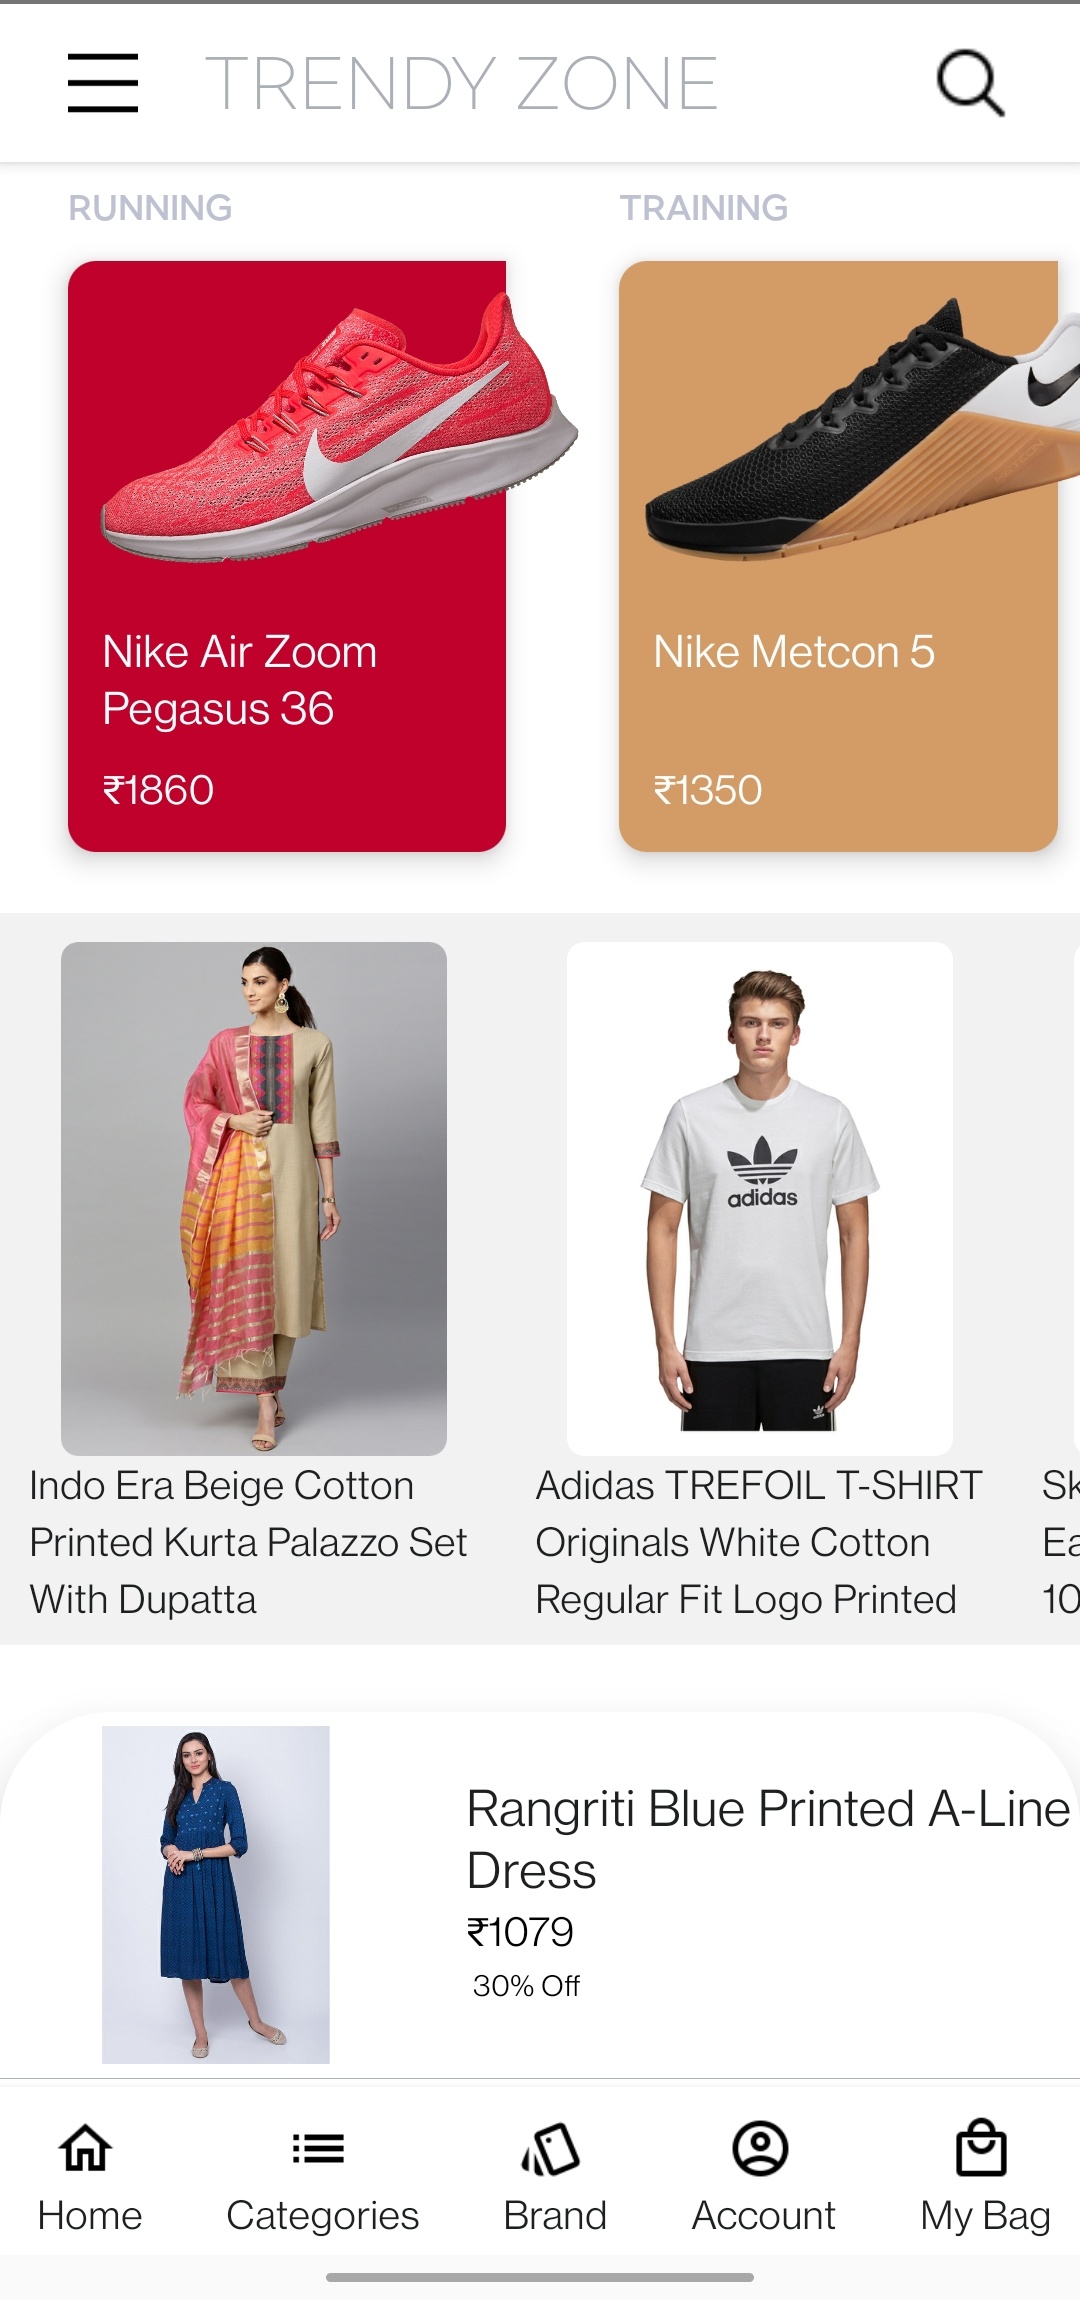 TRENDY ZONE
RUNNING
TRAINING
Nike Air Zoom
Pegasus 36
₹1860
Nike Metcon 5
₹1350
adidas
Indo Era Beige Cotton
Printed Kurta Palazzo Set
With Dupatta
Adidas TREFOIL T-SHIRT
Originals White Cotton
Regular Fit Logo Printed
Sk
Ea
10
Rangriti Blue Printed A-Line
Dress
₹1079
30% Off
Home
Categories
Brand
Account
My Bag